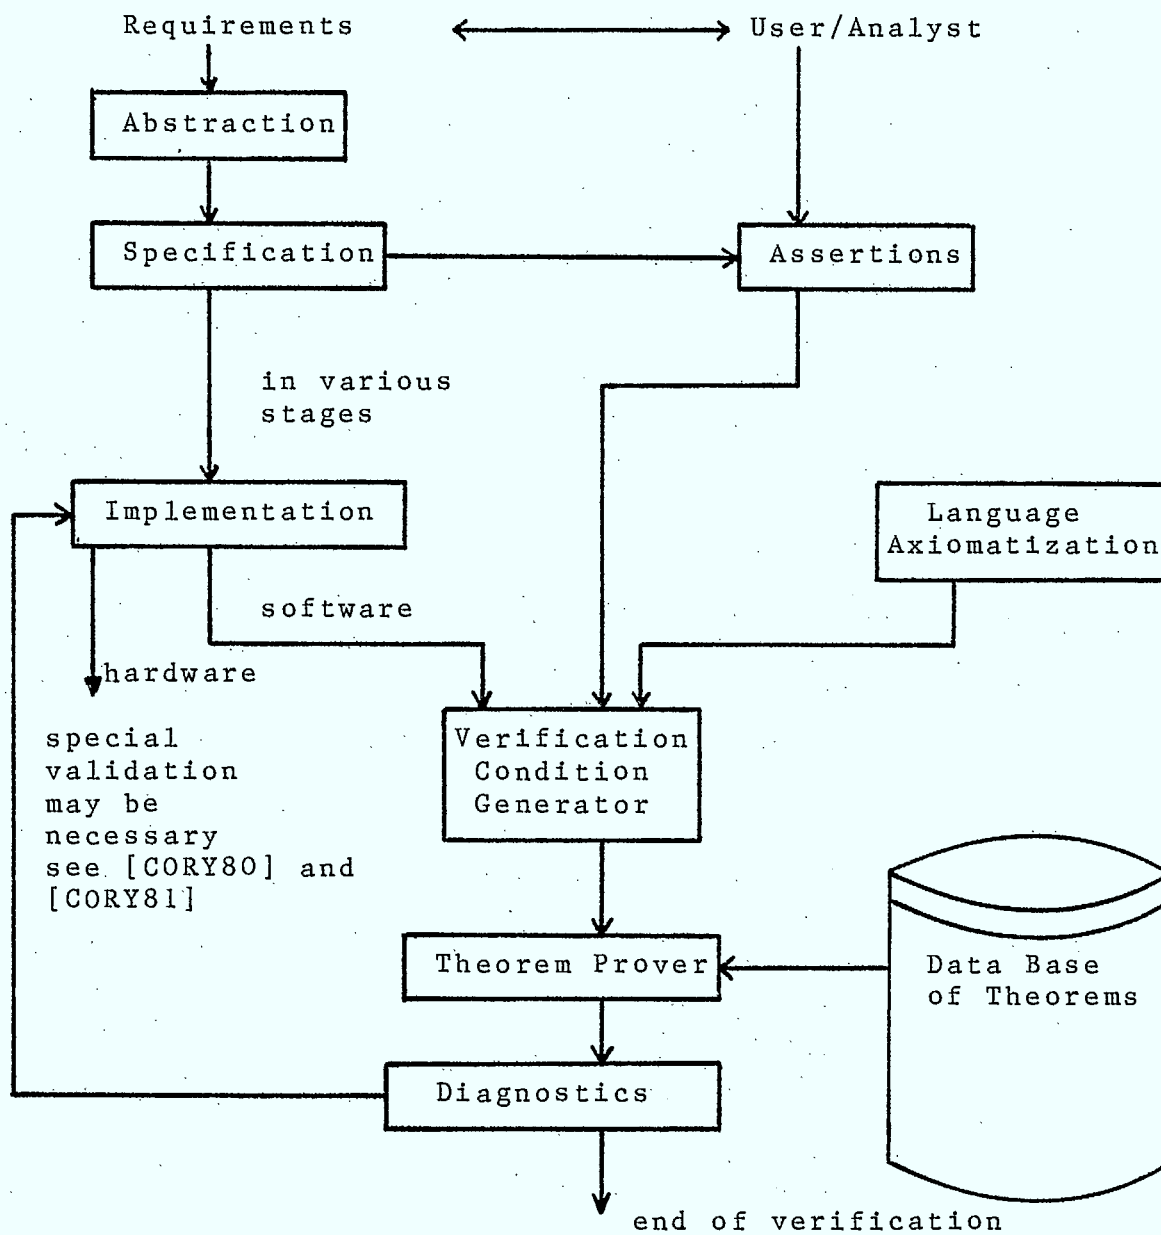 Requirements
User/Analyst
Abstraction
Specification
Assertions
in various
stages
Implementation
Language
Axiomatization
software
hardware
special
validation
may be
necessary
see [CORY80] and
[CORY81]
Verification
Condition
Generator
Theorem Prover
Data Base
of Theorems
Diagnostics
end of verification